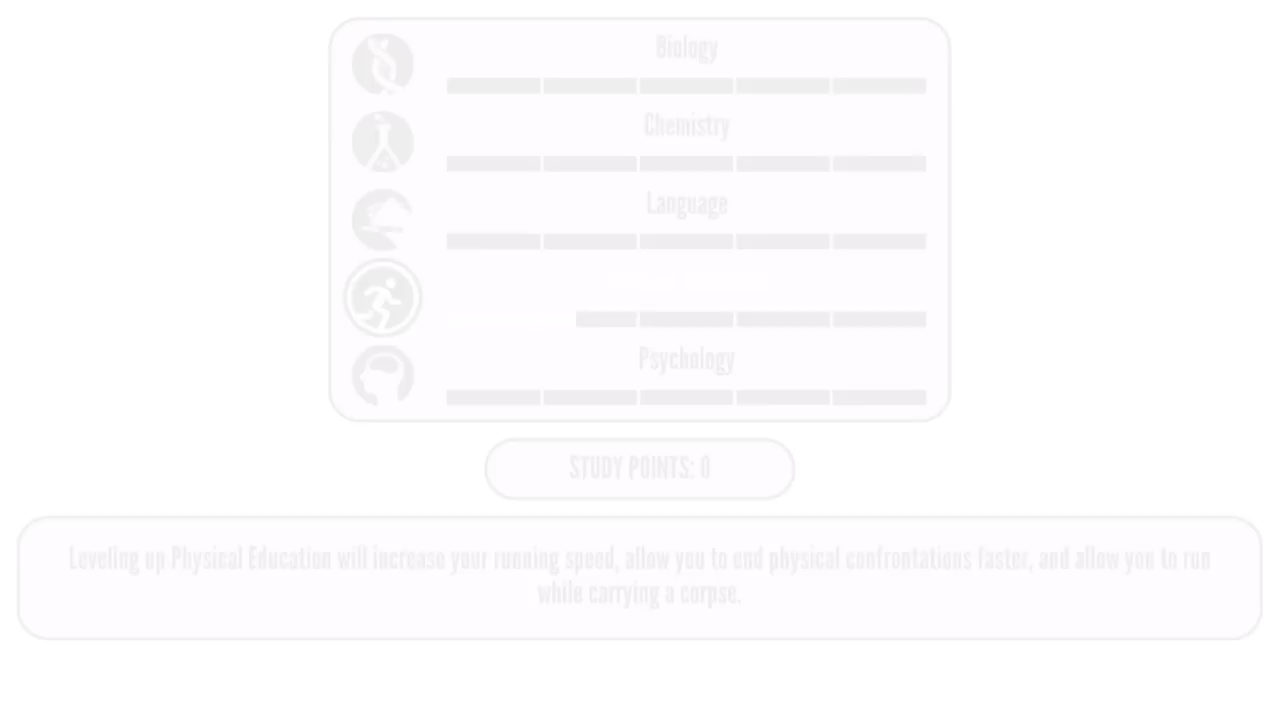 Biology
Chemistry
Language
Psychology
STUDY POINTS: 0
Leveling up Physical Education will increase your running speed, allow you to end physical confrontations faster, and allow you to run
while carrying a corpse.